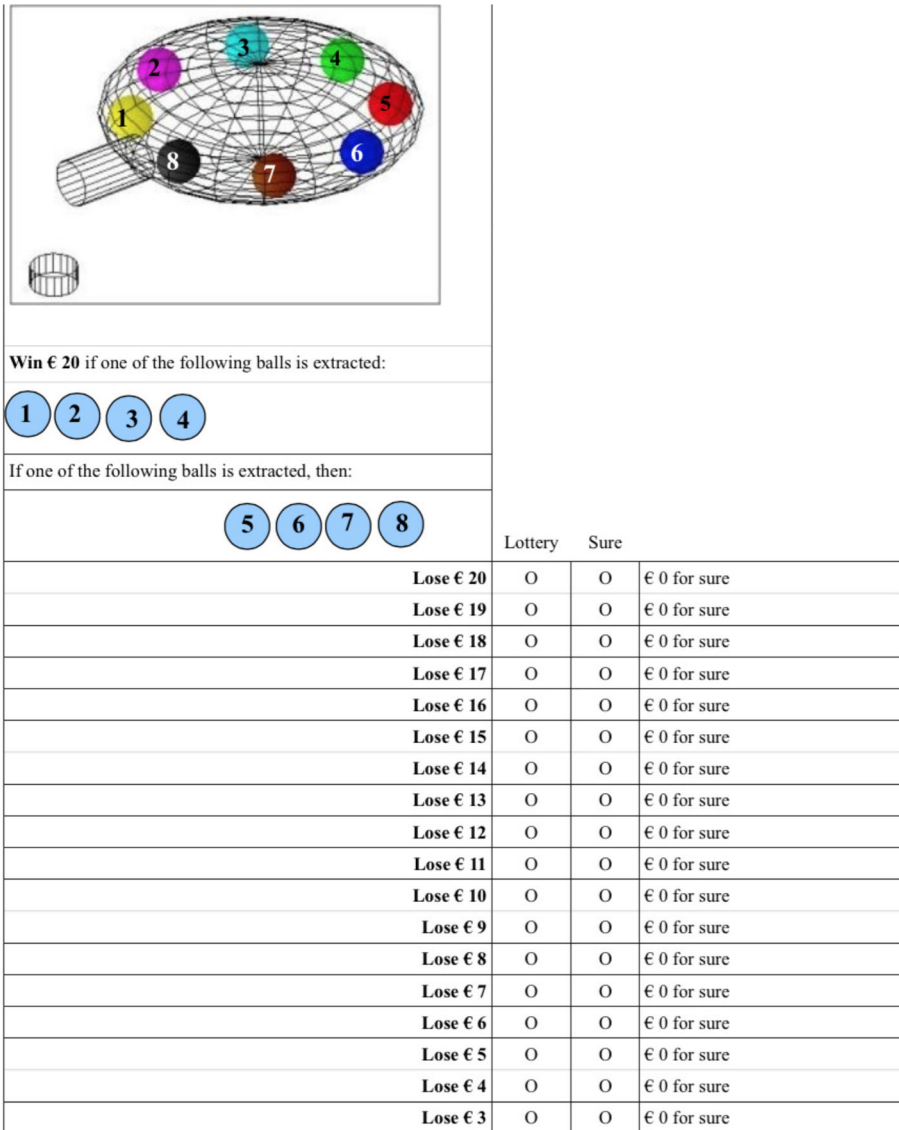 3
2
4
5
1
6
8
7
Win € 20 if one of the following balls is extracted:
1 2 3 4
If one of the following balls is extracted, then:
5 6 7 8
Lottery Sure
Lose € 20 O O € 0 for sure
Lose € 19 O O € 0 for sure
Lose € 18 O O € 0 for sure
Lose € 17 O O € 0 for sure
Lose € 16 O O € 0 for sure
Lose € 15 O O € 0 for sure
Lose € 14 O O € 0 for sure
Lose € 13 O O € 0 for sure
Lose € 12 O O € 0 for sure
Lose € 11 O O € 0 for sure
Lose € 10 O O € 0 for sure
Lose € 9 O O € 0 for sure
Lose € 8 O O € 0 for sure
Lose € 7 O O € 0 for sure
Lose € 6 O O € 0 for sure
Lose € 5 O O € 0 for sure
Lose € 4 O O € 0 for sure
Lose € 3 O O € 0 for sure